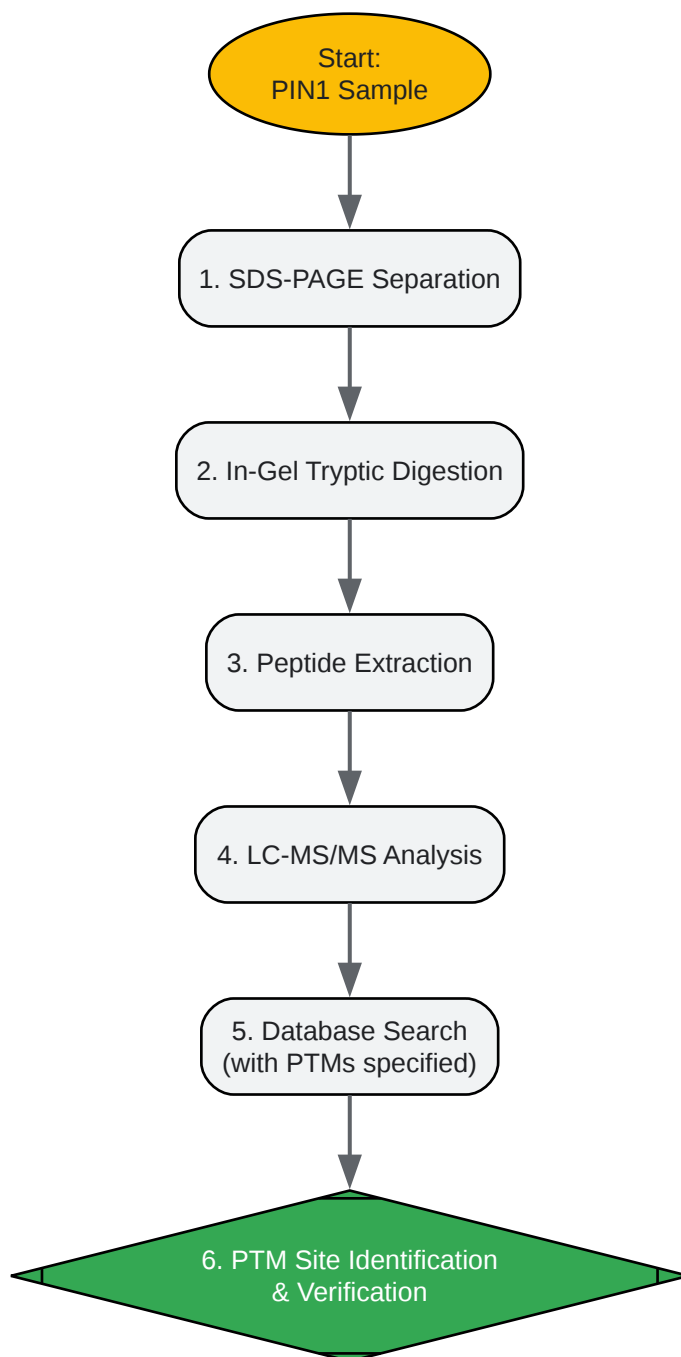 Start:
PIN1 Sample
1. SDS-PAGE Separation
2. In-Gel Tryptic Digestion
3. Peptide Extraction
4. LC-MS/MS Analysis
5. Database Search
(with PTMs specified)
6. PTM Site Identification
& Verification